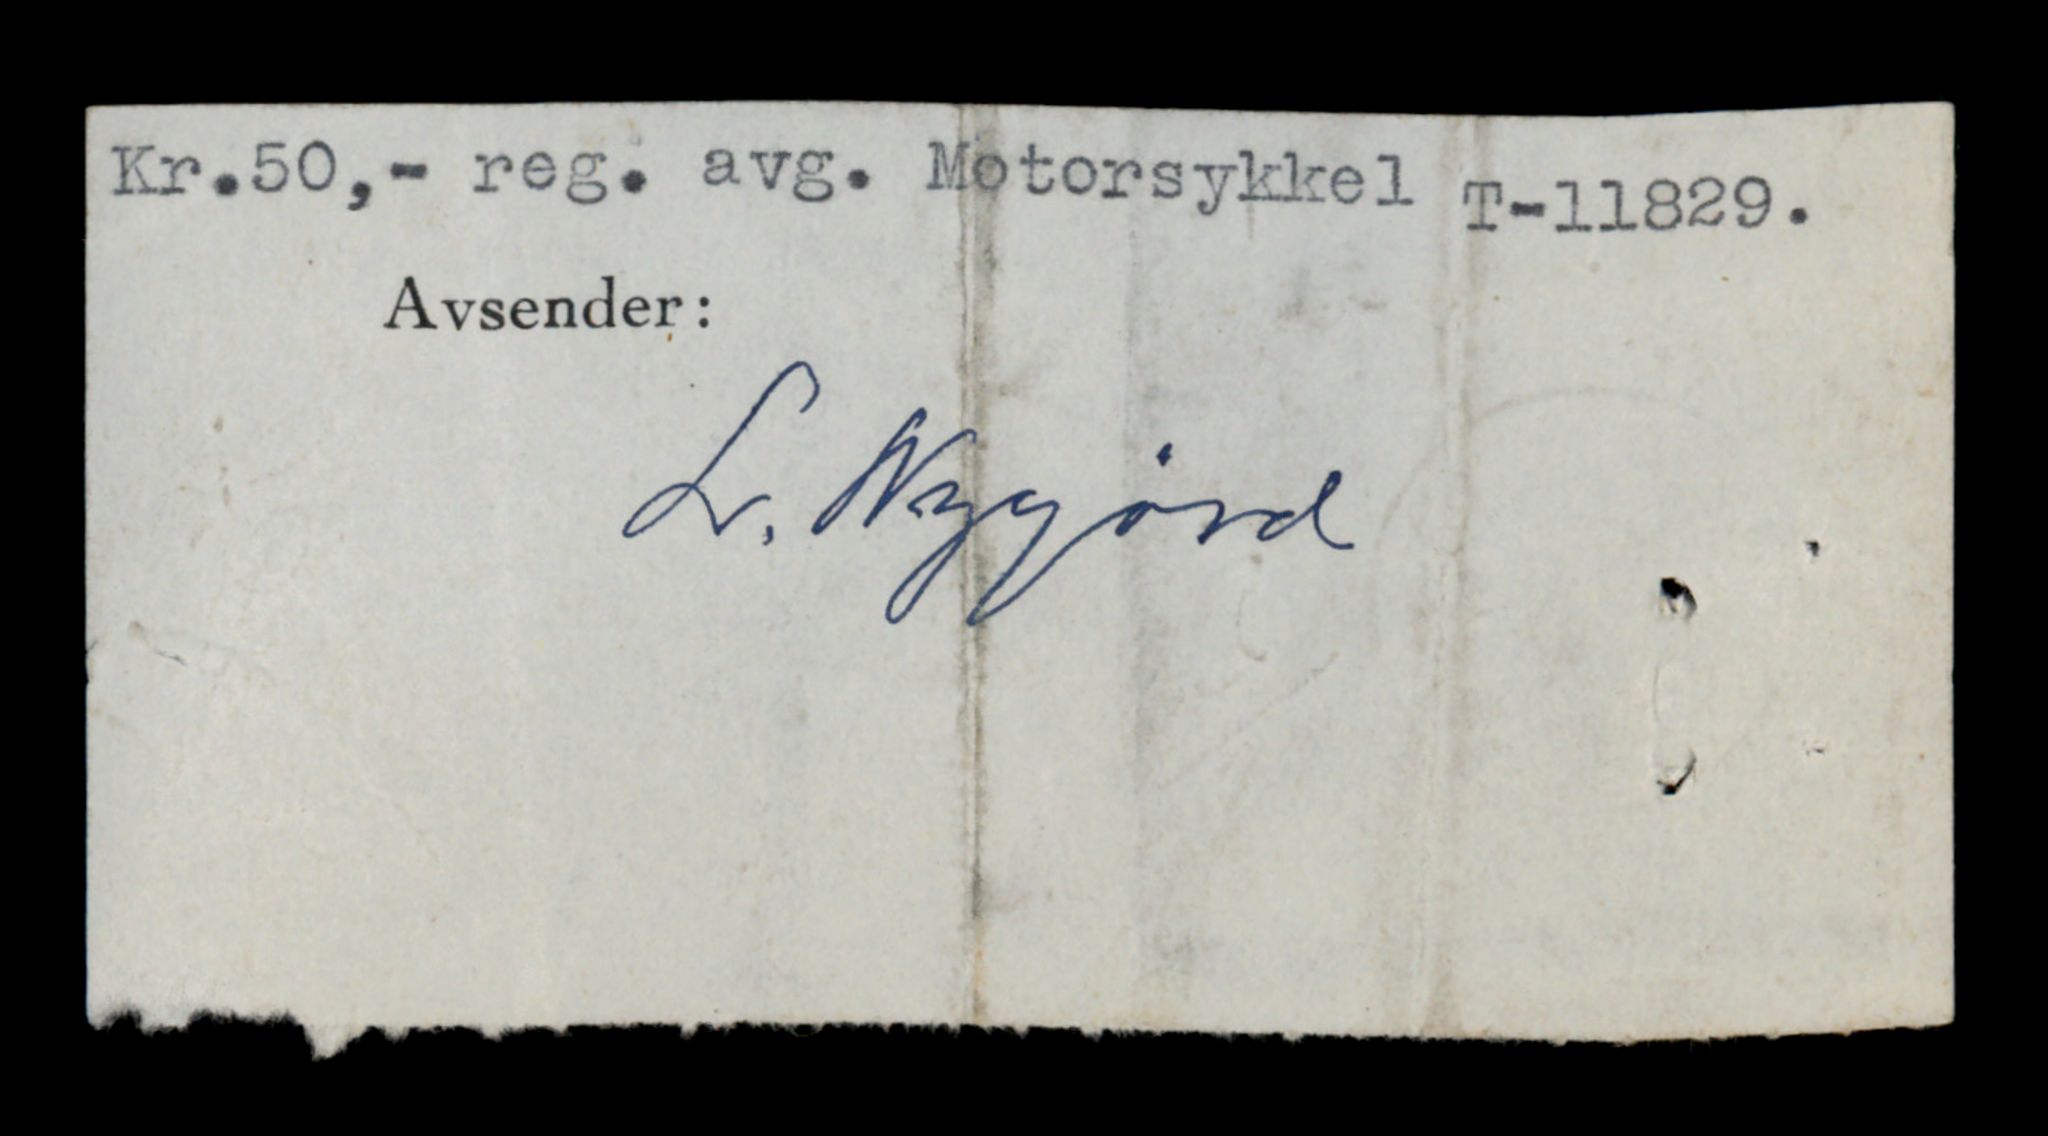 Kr.50,- reg. avg. Motorsykkel T-11829.
Avsender:
L. Nygård